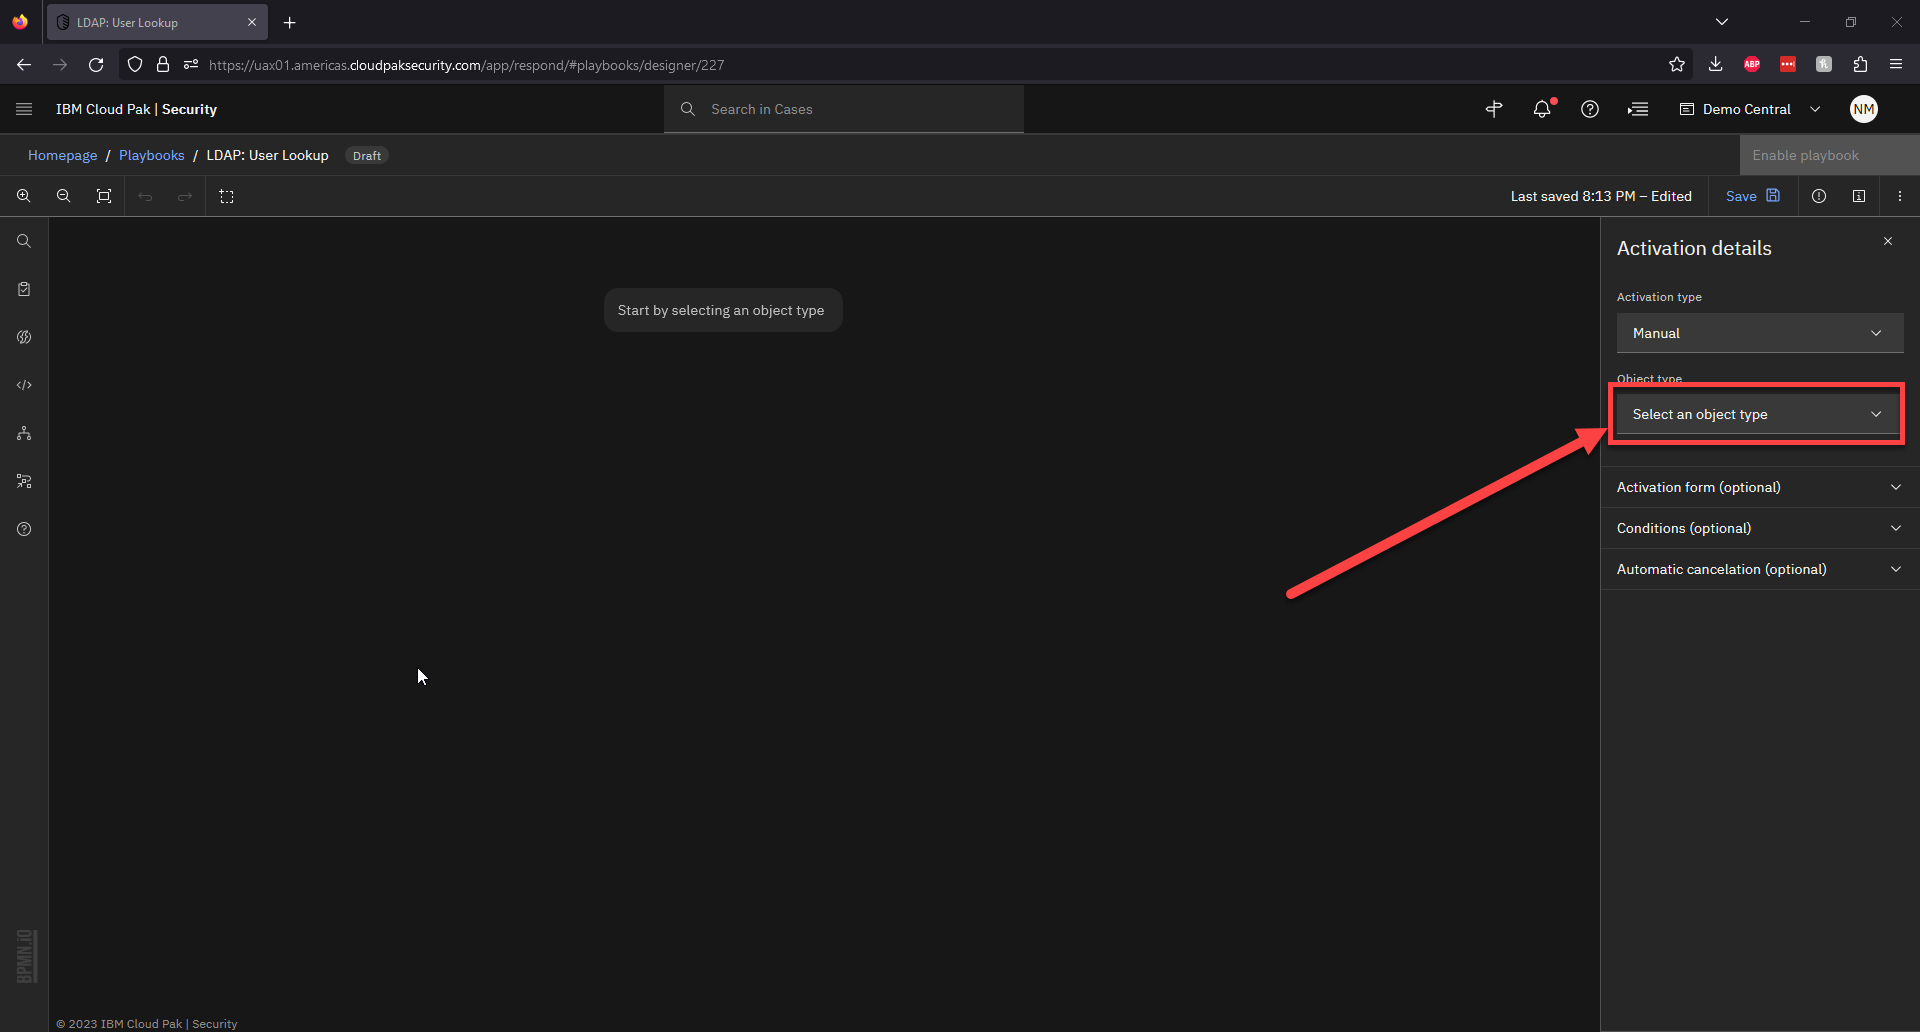 LDAP: User Lookup
https://uax01.americas.cloudpaksecurity.com/app/respond/#playbooks/designer/227
ABP
IBM Cloud Pak | Security
Search in Cases
Demo Central
NM
Homepage / Playbooks / LDAP: User Lookup Draft
Enable playbook
Last saved 8:13 PM – Edited
Save
Start by selecting an object type
Activation details
Activation type
Manual
Object type
Select an object type
Activation form (optional)
Conditions (optional)
Automatic cancelation (optional)
BPMN.iO
© 2023 IBM Cloud Pak | Security